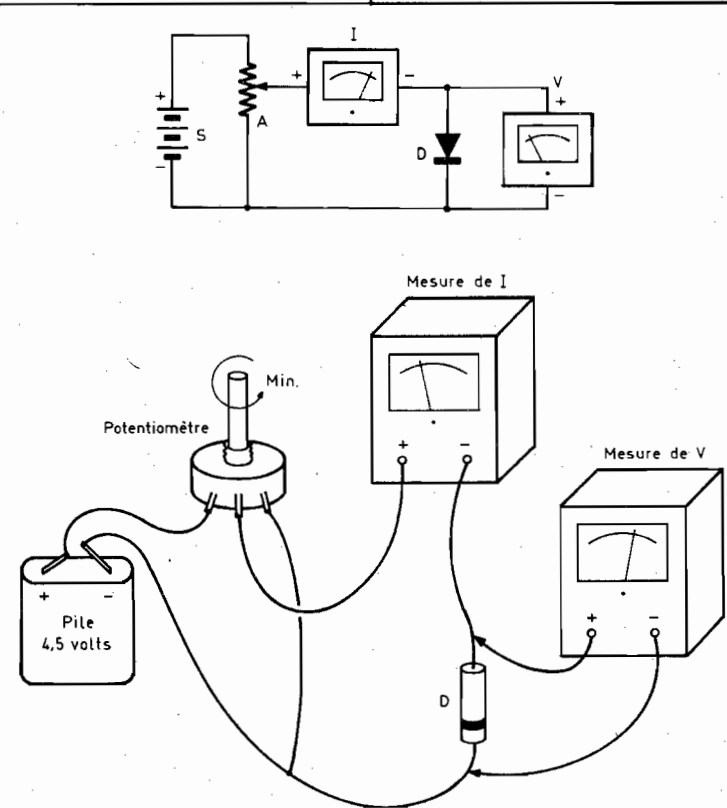 I
+
-
V
+
+
S
A
D
-
-
Mesure de I
Min.
Potentiomètre
+
-
Mesure de V
+
-
+
-
Pile
4,5 volts
D